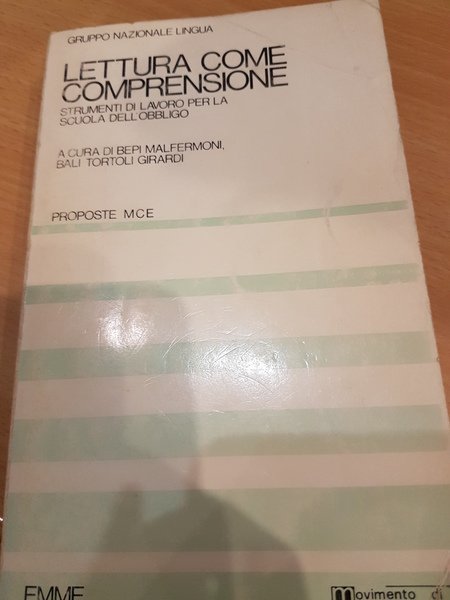 GRUPPO NAZIONALE LINGUA
LETTURA COME
COMPRENSIONE
STRUMENTI DI LAVORO PER LA
SCUOLA DELL'OBBLIGO
A CURA DI BEPI MALFERMONI,
BALI TORTOLI GIRARDI
PROPOSTE MCE
EMME
Movimento di